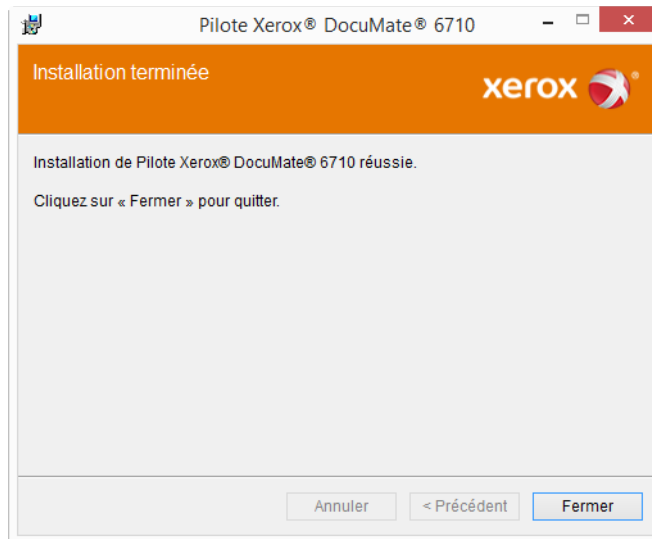 Pilote Xerox® DocuMate® 6710
Installation terminée
xerox
Installation de Pilote Xerox® DocuMate® 6710 réussie.
Cliquez sur « Fermer » pour quitter.
Annuler
< Précédent
Fermer